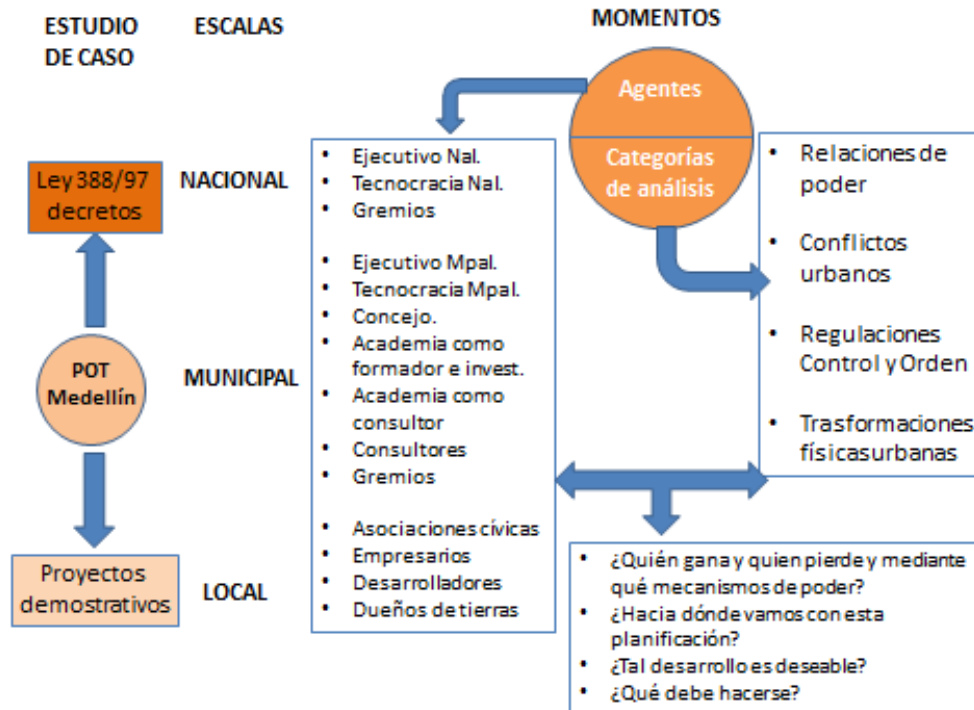 ESTUDIO
DE CASO
ESCALAS
MOMENTOS
Agentes
Categorías
de análisis
Ley 388/97
decretos
NACIONAL
POT
Medellín
MUNICIPAL
Proyectos
demostrativos
LOCAL
• Ejecutivo Nal.
• Tecnocracia Nal.
• Gremios
• Ejecutivo Mpal.
• Tecnocracia Mpal.
• Concejo.
• Academia como
formador e invest.
• Academia como
consultor
• Consultores
• Gremios
• Asociaciones cívicas
• Empresarios
• Desarrolladores
• Dueños de tierras
• Relaciones de
poder
• Conflictos
urbanos
• Regulaciones
Control y Orden
• Trasformaciones
físicas urbanas
• ¿Quién gana y quien pierde y mediante
qué mecanismos de poder?
• ¿Hacia dónde vamos con esta
planificación?
• ¿Tal desarrollo es deseable?
• ¿Qué debe hacerse?